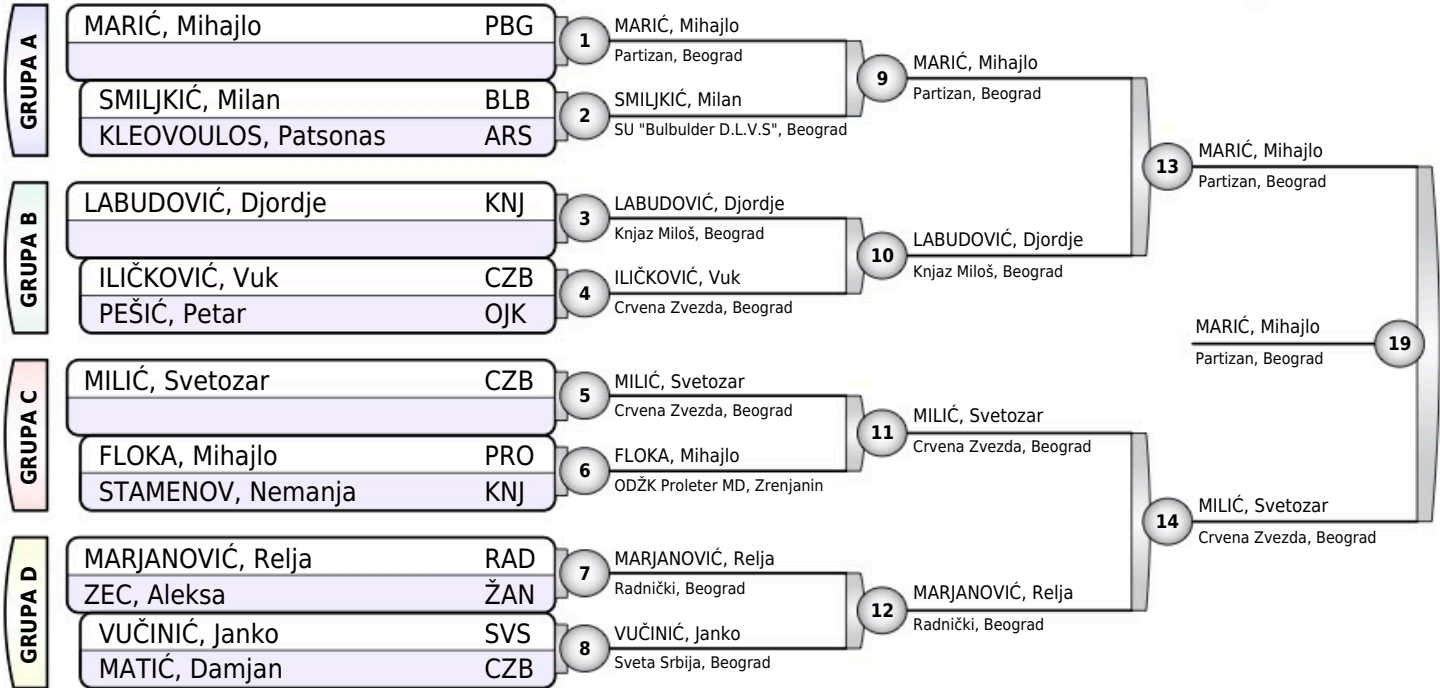 GRUPA A
MARIĆ, Mihajlo PBG
SMILJKIĆ, Milan BLB
KLEOVOULOS, Patsonas ARS
GRUPA B
LABUDOVIĆ, Djordje KNJ
ILIČKOVIĆ, Vuk CZB
PEŠIĆ, Petar OJK
GRUPA C
MILIĆ, Svetozar CZB
FLOKA, Mihajlo PRO
STAMENOV, Nemanja KNJ
GRUPA D
MARJANOVIĆ, Relja RAD
ZEC, Aleksa ŽAN
VUČINIĆ, Janko SVS
MATIĆ, Damjan CZB
1
MARIĆ, Mihajlo
Partizan, Beograd
2
SMILJKIĆ, Milan
SU "Bulbulder D.L.V.S", Beograd
3
LABUDOVIĆ, Djordje
Knjaz Miloš, Beograd
4
ILIČKOVIĆ, Vuk
Crvena Zvezda, Beograd
5
MILIĆ, Svetozar
Crvena Zvezda, Beograd
6
FLOKA, Mihajlo
ODŽK Proleter MD, Zrenjanin
7
MARJANOVIĆ, Relja
Radnički, Beograd
8
VUČINIĆ, Janko
Sveta Srbija, Beograd
9
MARIĆ, Mihajlo
Partizan, Beograd
10
LABUDOVIĆ, Djordje
Knjaz Miloš, Beograd
11
MILIĆ, Svetozar
Crvena Zvezda, Beograd
12
MARJANOVIĆ, Relja
Radnički, Beograd
13
MARIĆ, Mihajlo
Partizan, Beograd
14
MILIĆ, Svetozar
Crvena Zvezda, Beograd
MARIĆ, Mihajlo
Partizan, Beograd
19